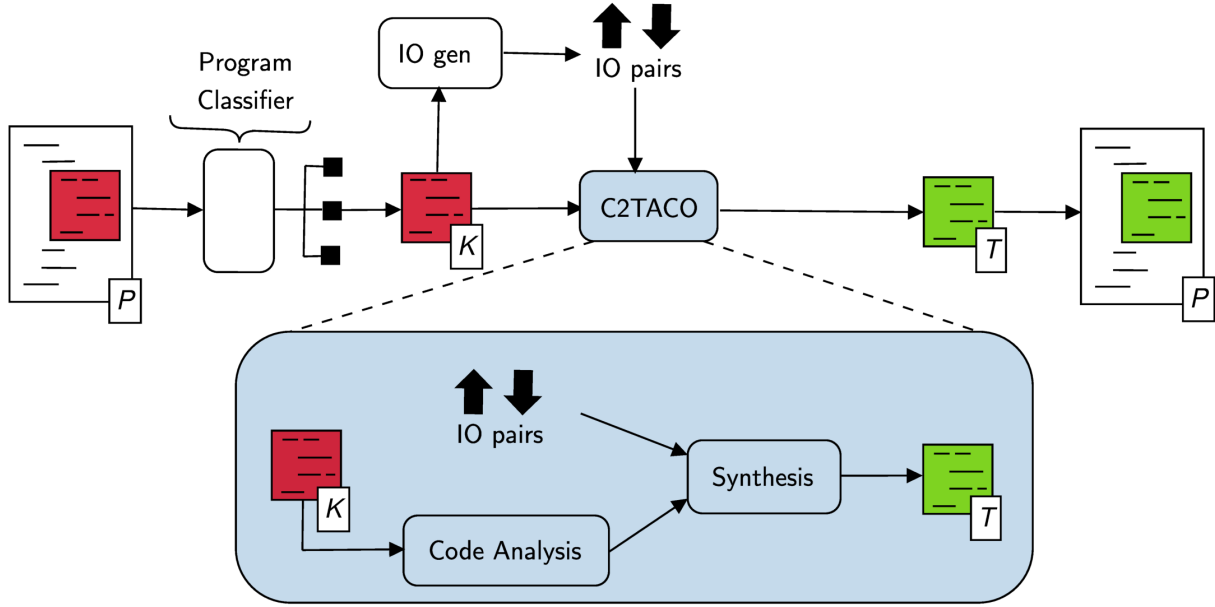 IO gen
IO pairs
Program
Classifier
P
K
C2TACO
T
P
IO pairs
K
Code Analysis
Synthesis
T